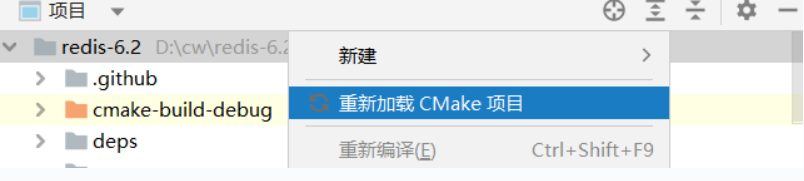 项目
redis-6.2 D:\cw\redis-6.2
新建
.github
重新加载 CMake 项目
cmake-build-debug
deps
重新编译(E) Ctrl+Shift+F9